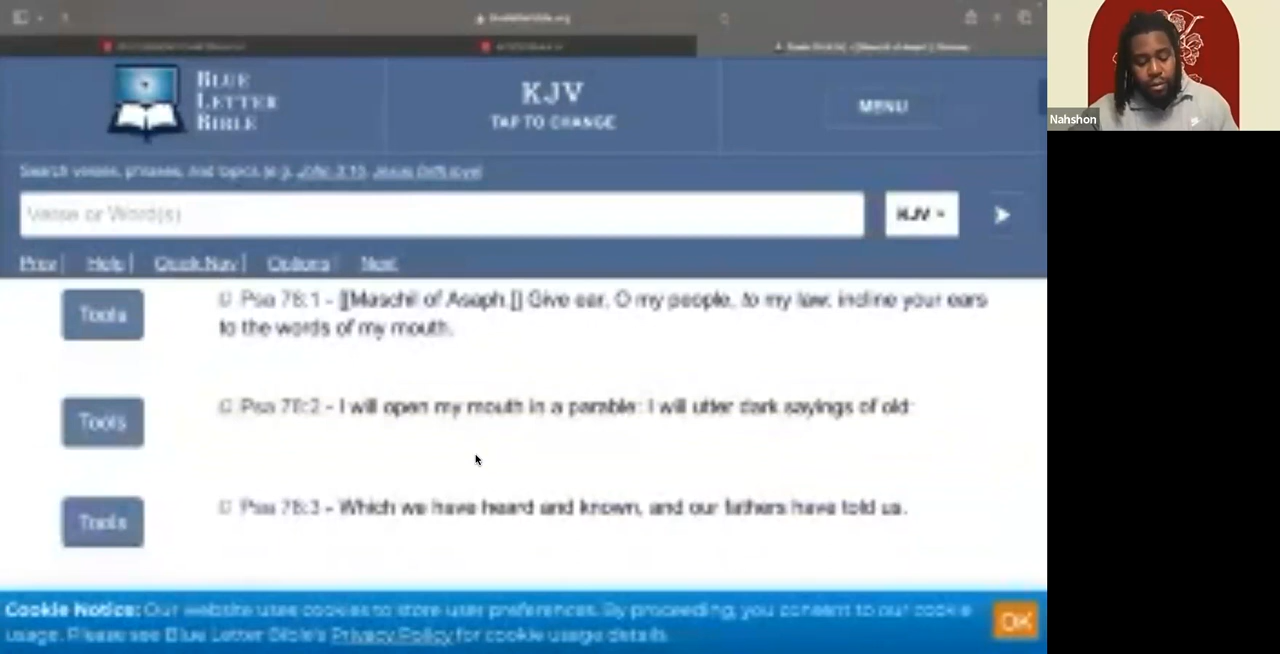 BLUE
LETTER
BIBLE
KJV
TAP TO CHANGE
MENU
Nahshon
Search verses, phrases, and topics (e.g. John 3:16, Jesus faith love)
Verse or Word(s)
KJV
Prev | Help | Quick Nav | Options | Next
Tools
Psa 78:1 - [[Maschil of Asaph.]] Give ear, O my people, to my law: incline your ears
to the words of my mouth.
Tools
Psa 78:2 - I will open my mouth in a parable: I will utter dark sayings of old:
Tools
Psa 78:3 - Which we have heard and known, and our fathers have told us.
Cookie Notice: Our website uses cookies to store user preferences. By proceeding, you consent to our cookie
usage. Please see Blue Letter Bible's Privacy Policy for cookie usage details.
OK